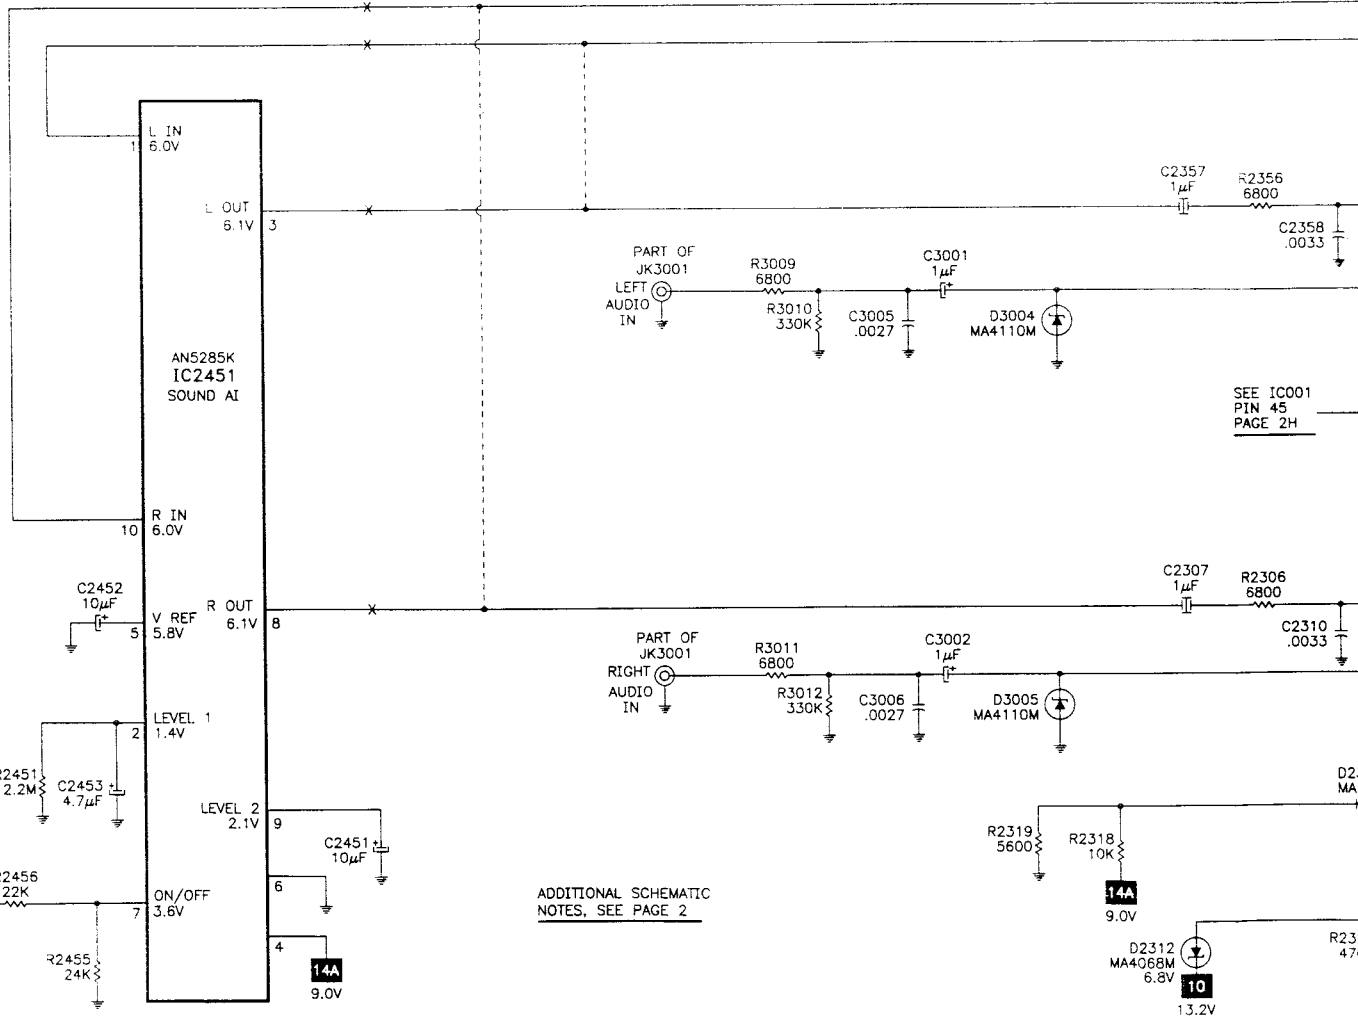 L IN
1 6.0V
L OUT
6.1V 3
C2357
1µF
R2356
6800
C2358
.0033
PART OF
JK3001
LEFT
AUDIO
IN
R3009
6800
R3010
330K
C3005
.0027
C3001
1µF
+
D3004
MA4110M
AN5285K
IC2451
SOUND AI
SEE IC001
PIN 45
PAGE 2H
R IN
10 6.0V
C2452
10µF
+
V REF
5 5.8V
R OUT
6.1V 8
C2307
1µF
R2306
6800
C2310
.0033
PART OF
JK3001
RIGHT
AUDIO
IN
R3011
6800
R3012
330K
C3006
.0027
C3002
1µF
+
D3005
MA4110M
LEVEL 1
2 1.4V
R2451
2.2M
C2453
4.7µF
+
LEVEL 2
2.1V 9
C2451
10µF
+
R2319
5600
R2318
10K
14A
9.0V
D2
MA
6
2456
22K
ON/OFF
7 3.6V
ADDITIONAL SCHEMATIC
NOTES, SEE PAGE 2
4
R2455
24K
14A
9.0V
D2312
MA4068M
6.8V
10
13.2V
R23
47